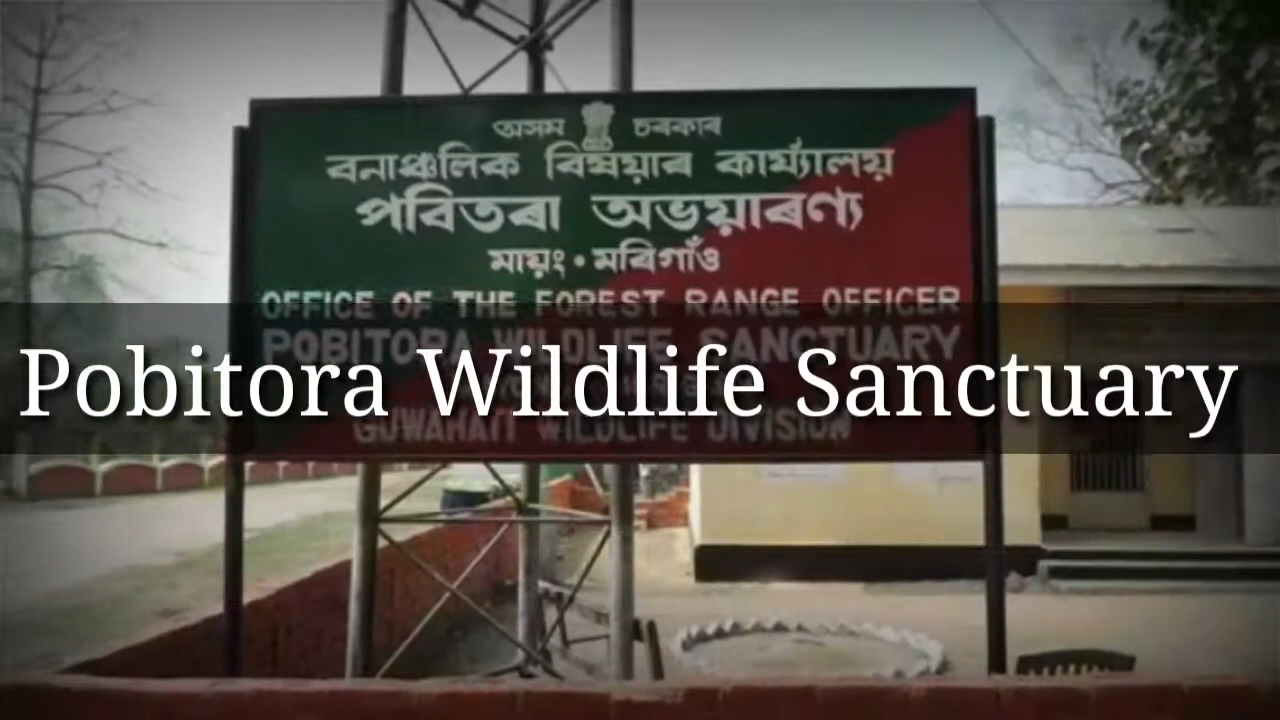 অসম চৰকাৰ
বনাঞ্চলিক বিষয়াৰ কাৰ্য্যালয়
পবিতৰা অভয়াৰণ্য
মায়ং • মৰিগাঁও
OFFICE OF THE FOREST RANGE OFFICER
POBITORA WILDLIFE SANCTUARY
Pobitora Wildlife Sanctuary
GUWAHATI WILDLIFE DIVISION